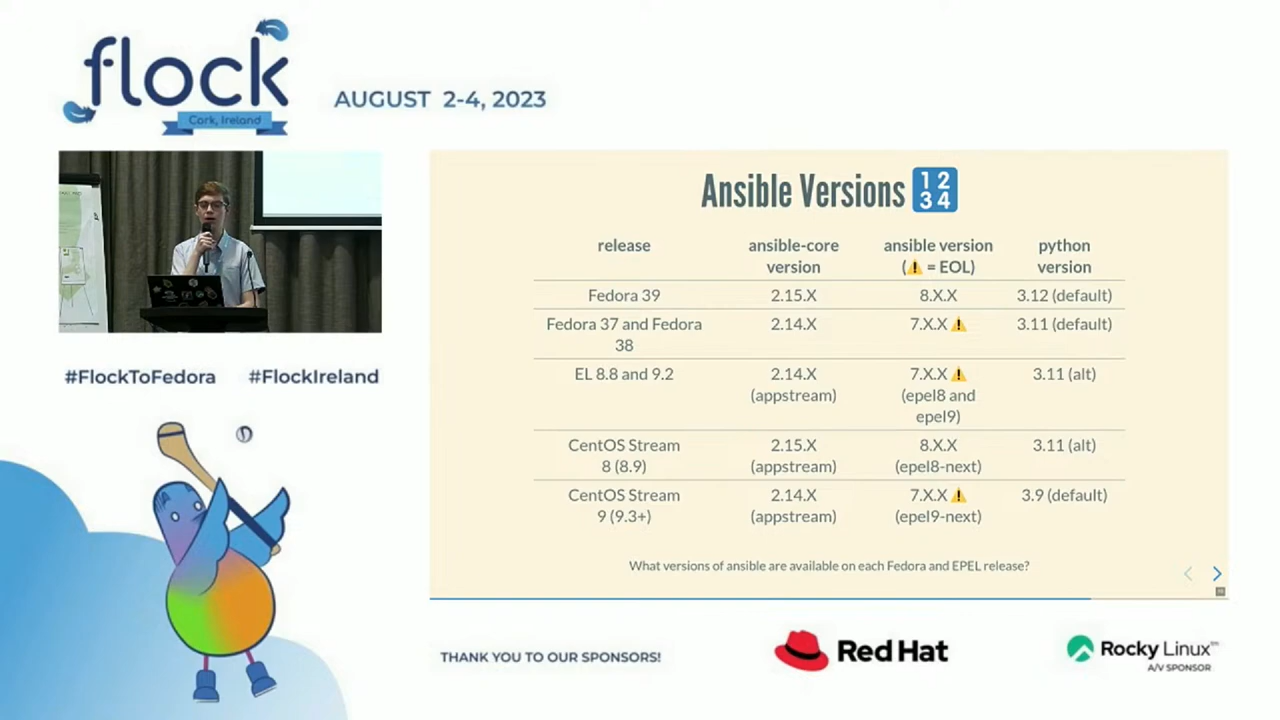 flock
Cork, Ireland
AUGUST 2-4, 2023
#FlockToFedora #FlockIreland
Ansible Versions 1234
release ansible-core version ansible version (⚠ = EOL) python version
Fedora 39 2.15.X 8.X.X 3.12 (default)
Fedora 37 and Fedora 38 2.14.X 7.X.X ⚠ 3.11 (default)
EL 8.8 and 9.2 2.14.X (appstream) 7.X.X ⚠ (epel8 and epel9) 3.11 (alt)
CentOS Stream 8 (8.9) 2.15.X (appstream) 8.X.X (epel8-next) 3.11 (alt)
CentOS Stream 9 (9.3+) 2.14.X (appstream) 7.X.X ⚠ (epel9-next) 3.9 (default)
What versions of ansible are available on each Fedora and EPEL release?
THANK YOU TO OUR SPONSORS!
Red Hat
Rocky Linux™
A/V SPONSOR